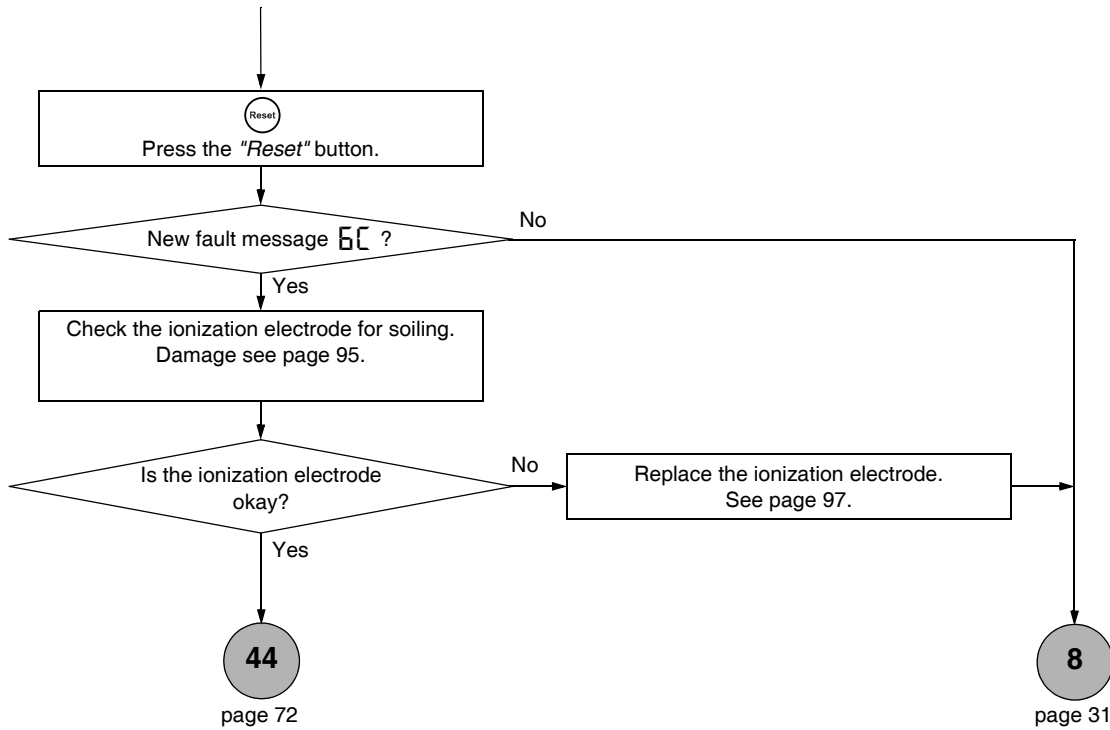 Reset
Press the "Reset" button.
No
New fault message 6C ?
Yes
Check the ionization electrode for soiling.
Damage see page 95.
Is the ionization electrode
okay?
No
Replace the ionization electrode.
See page 97.
Yes
44
page 72
8
page 31